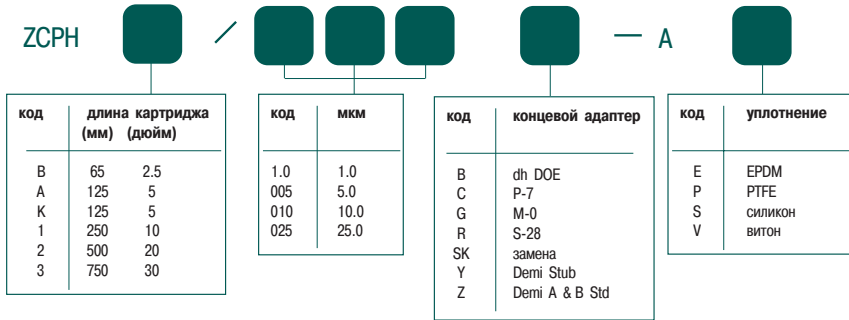 ZCPH / — A
код длина картриджа
(мм) (дюйм)
B 65 2.5
A 125 5
K 125 5
1 250 10
2 500 20
3 750 30
код мкм
1.0 1.0
005 5.0
010 10.0
025 25.0
код концевой адаптер
B dh DOE
C P-7
G M-0
R S-28
SK замена
Y Demi Stub
Z Demi A & B Std
код уплотнение
E EPDM
P PTFE
S силикон
V витон